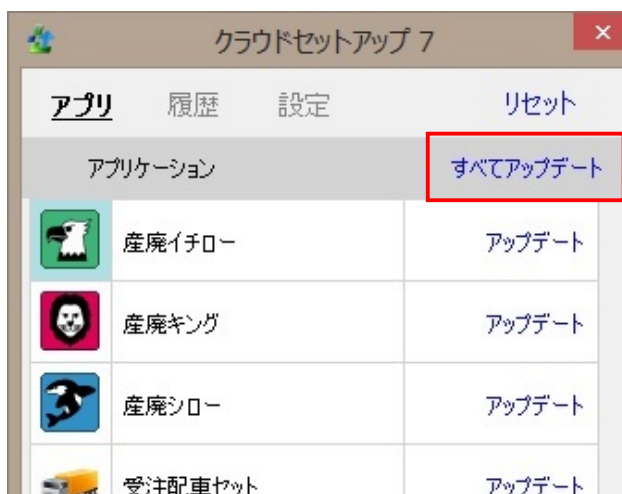 クラウドセットアップ 7
アプリ 履歴 設定 リセット
アプリケーション すべてアップデート
産廃イチロー アップデート
産廃キング アップデート
産廃シロー アップデート
受注配車セット アップデート